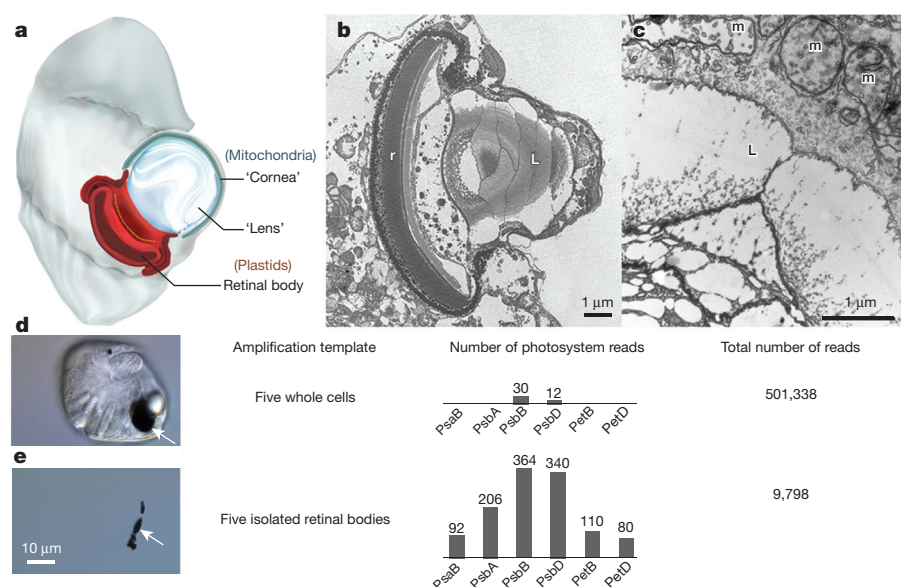 a
(Mitochondria)
‘Cornea’
‘Lens’
(Plastids)
Retinal body
b
r
L
1 μm
c
m
m
m
L
1 μm
d
e
10 μm
Amplification template
Number of photosystem reads
Total number of reads
Five whole cells
30
12
PsaB
PsbA
PsbB
PsbD
PetB
PetD
501,338
Five isolated retinal bodies
92
206
364
340
110
80
PsaB
PsbA
PsbB
PsbD
PetB
PetD
9,798